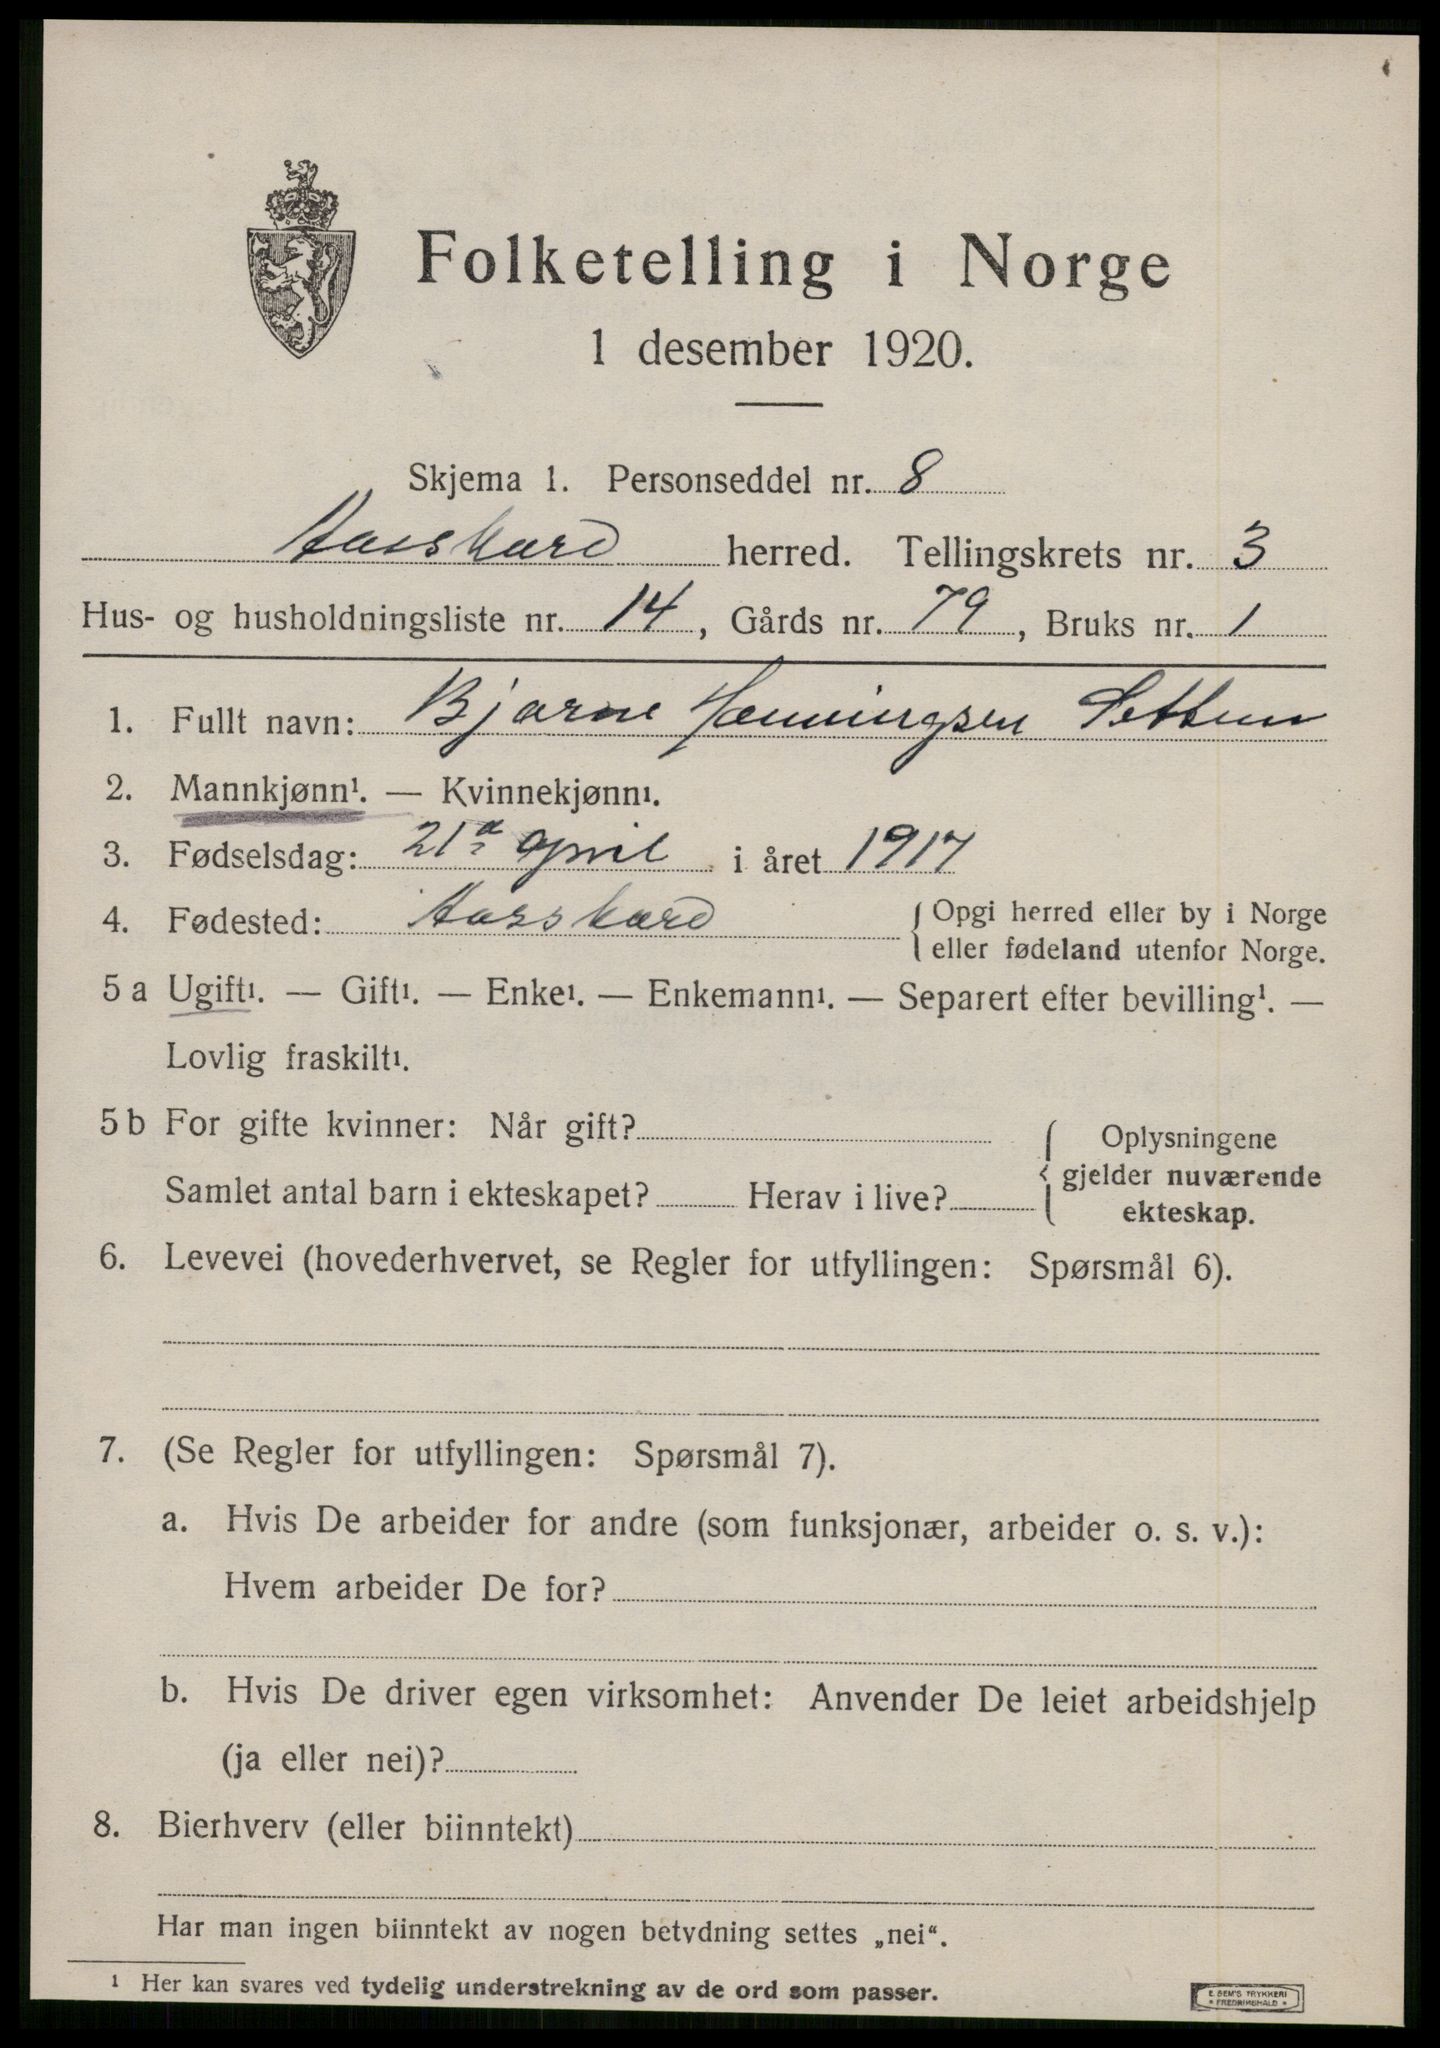 Folketelling i Norge
1 desember 1920.
Skjema 1. Personseddel nr. 8
Aasskard herred. Tellingskrets nr. 3
Hus- og husholdningsliste nr. 14, Gårds nr. 79, Bruks nr. 1
1. Fullt navn: Bjarne Henningsen Settem
2. Mannkjønn¹. — Kvinnekjønn¹.
3. Fødselsdag: 21de april i året 1917
4. Fødested: Aasskard { Opgi herred eller by i Norge
eller fødeland utenfor Norge.
5 a Ugift¹. — Gift¹. — Enke¹. — Enkemann¹. — Separert efter bevilling¹. —
Lovlig fraskilt¹.
5 b For gifte kvinner: Når gift?
Samlet antal barn i ekteskapet? Herav i live? { Oplysningene
gjelder nuværende
ekteskap.
6. Levevei (hovederhvervet, se Regler for utfyllingen: Spørsmål 6).
7. (Se Regler for utfyllingen: Spørsmål 7).
a. Hvis De arbeider for andre (som funksjonær, arbeider o. s. v.):
Hvem arbeider De for?
b. Hvis De driver egen virksomhet: Anvender De leiet arbeidshjelp
(ja eller nei)?
8. Bierhverv (eller biinntekt)
Har man ingen biinntekt av nogen betydning settes „nei“.
¹ Her kan svares ved tydelig understrekning av de ord som passer.
E. SEM'S TRYKKERI
* FREDRIKSHALD *